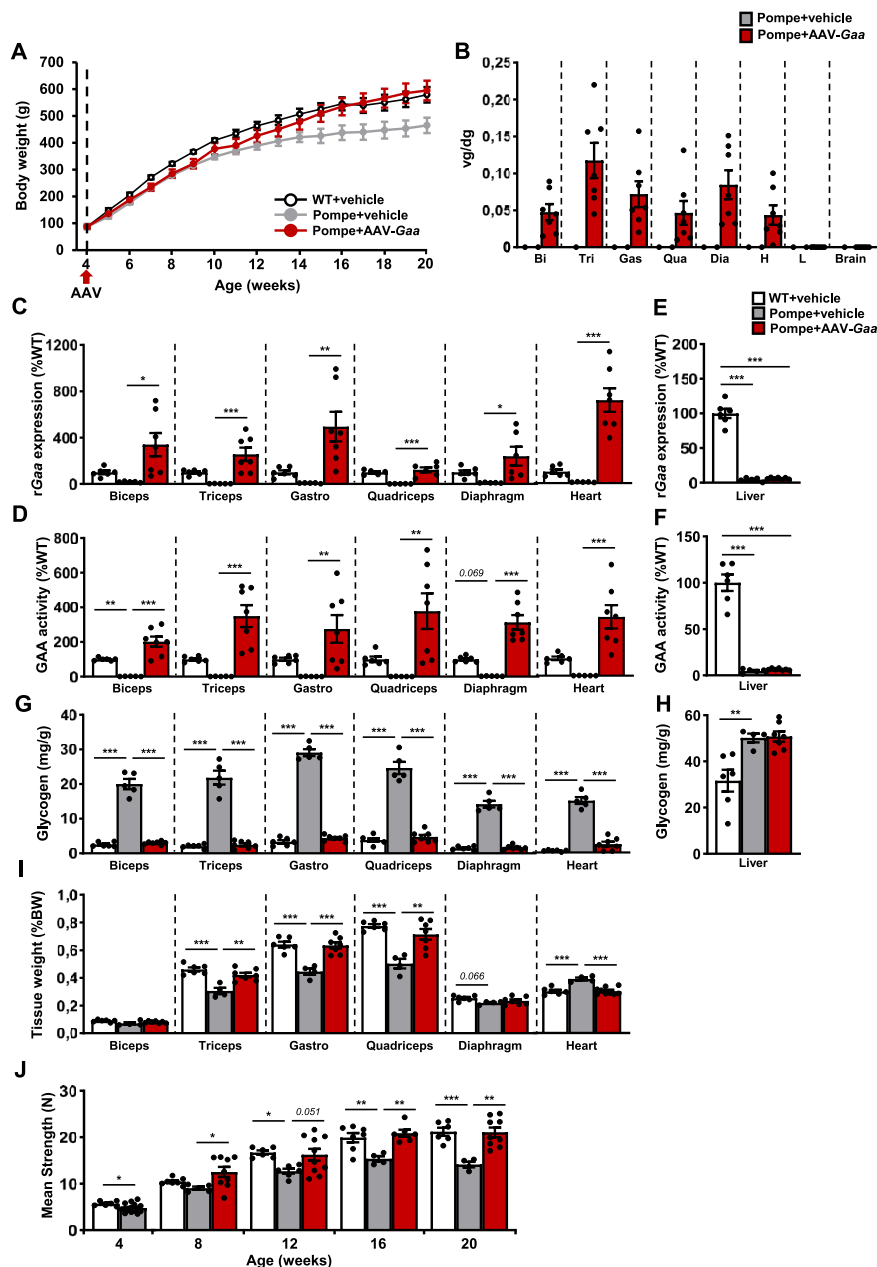 Pompe+vehicle
Pompe+AAV-Gaa
A
B
Body weight (g)
700
600
500
400
300
200
100
0
4 6 8 10 12 14 16 18 20
AAV
Age (weeks)
WT+vehicle
Pompe+vehicle
Pompe+AAV-Gaa
vg/dg
0,25
0,20
0,15
0,10
0,05
0,00
Bi Tri Gas Qua Dia H L Brain
WT+vehicle
Pompe+vehicle
Pompe+AAV-Gaa
C
rGaa expression (%WT)
1200
800
400
0
* *** ** *** * ***
Biceps Triceps Gastro Quadriceps Diaphragm Heart
E
rGaa expression (%WT)
150
100
50
0
***
***
Liver
D
GAA activity (%WT)
800
600
400
200
0
** *** *** ** ** 0.069 *** ***
Biceps Triceps Gastro Quadriceps Diaphragm Heart
F
GAA activity (%WT)
150
100
50
0
***
***
Liver
G
Glycogen (mg/g)
40
30
20
10
0
*** *** *** *** *** *** *** *** *** *** *** ***
Biceps Triceps Gastro Quadriceps Diaphragm Heart
H
Glycogen (mg/g)
60
40
20
0
**
Liver
I
Tissue weight (%BW)
1,0
0,8
0,6
0,4
0,2
0,0
*** ** *** *** *** ** 0.066 *** ***
Biceps Triceps Gastro Quadriceps Diaphragm Heart
J
Mean Strength (N)
30
20
10
0
* * * 0.051 ** ** *** **
4 8 12 16 20
Age (weeks)